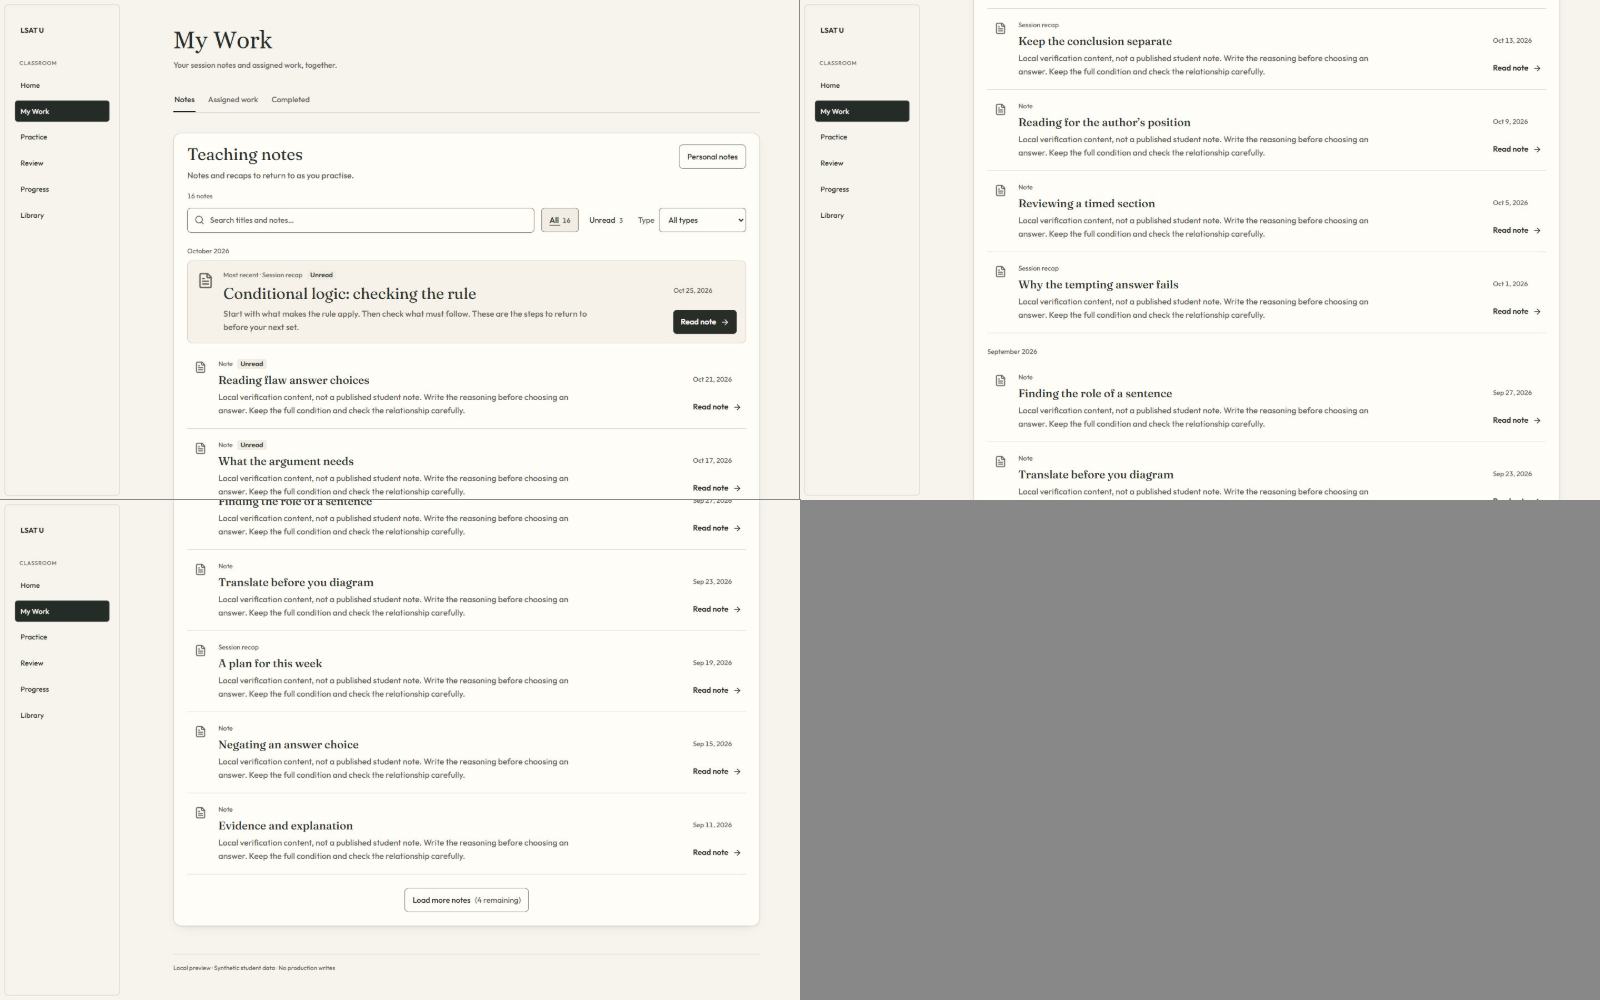 LSAT U
CLASSROOM
Home
My Work
Practice
Review
Progress
Library
My Work
Your session notes and assigned work, together.
Notes
Assigned work
Completed
Teaching notes
Notes and recaps to return to as you practise.
Personal notes
16 notes
Search titles and notes...
All 16
Unread 3
Type
All types
October 2026
Most recent · Session recap Unread
Conditional logic: checking the rule
Start with what makes the rule apply. Then check what must follow. These are the steps to return to
before your next set.
Oct 25, 2026
Read note →
Note Unread
Reading flaw answer choices
Local verification content, not a published student note. Write the reasoning before choosing an
answer. Keep the full condition and check the relationship carefully.
Oct 21, 2026
Read note →
Note Unread
What the argument needs
Local verification content, not a published student note. Write the reasoning before choosing an
answer. Keep the full condition and check the relationship carefully.
Oct 17, 2026
Read note →
LSAT U
CLASSROOM
Home
My Work
Practice
Review
Progress
Library
Session recap
Keep the conclusion separate
Local verification content, not a published student note. Write the reasoning before choosing an
answer. Keep the full condition and check the relationship carefully.
Oct 13, 2026
Read note →
Note
Reading for the author's position
Local verification content, not a published student note. Write the reasoning before choosing an
answer. Keep the full condition and check the relationship carefully.
Oct 9, 2026
Read note →
Note
Reviewing a timed section
Local verification content, not a published student note. Write the reasoning before choosing an
answer. Keep the full condition and check the relationship carefully.
Oct 5, 2026
Read note →
Session recap
Why the tempting answer fails
Local verification content, not a published student note. Write the reasoning before choosing an
answer. Keep the full condition and check the relationship carefully.
Oct 1, 2026
Read note →
September 2026
Note
Finding the role of a sentence
Local verification content, not a published student note. Write the reasoning before choosing an
answer. Keep the full condition and check the relationship carefully.
Sep 27, 2026
Read note →
Note
Translate before you diagram
Local verification content, not a published student note. Write the reasoning before choosing an
Sep 23, 2026
LSAT U
CLASSROOM
Home
My Work
Practice
Review
Progress
Library
Finding the role of a sentence
Local verification content, not a published student note. Write the reasoning before choosing an
answer. Keep the full condition and check the relationship carefully.
Sep 27, 2026
Read note →
Note
Translate before you diagram
Local verification content, not a published student note. Write the reasoning before choosing an
answer. Keep the full condition and check the relationship carefully.
Sep 23, 2026
Read note →
Session recap
A plan for this week
Local verification content, not a published student note. Write the reasoning before choosing an
answer. Keep the full condition and check the relationship carefully.
Sep 19, 2026
Read note →
Note
Negating an answer choice
Local verification content, not a published student note. Write the reasoning before choosing an
answer. Keep the full condition and check the relationship carefully.
Sep 15, 2026
Read note →
Note
Evidence and explanation
Local verification content, not a published student note. Write the reasoning before choosing an
answer. Keep the full condition and check the relationship carefully.
Sep 11, 2026
Read note →
Load more notes (4 remaining)
Local preview · Synthetic student data · No production writes